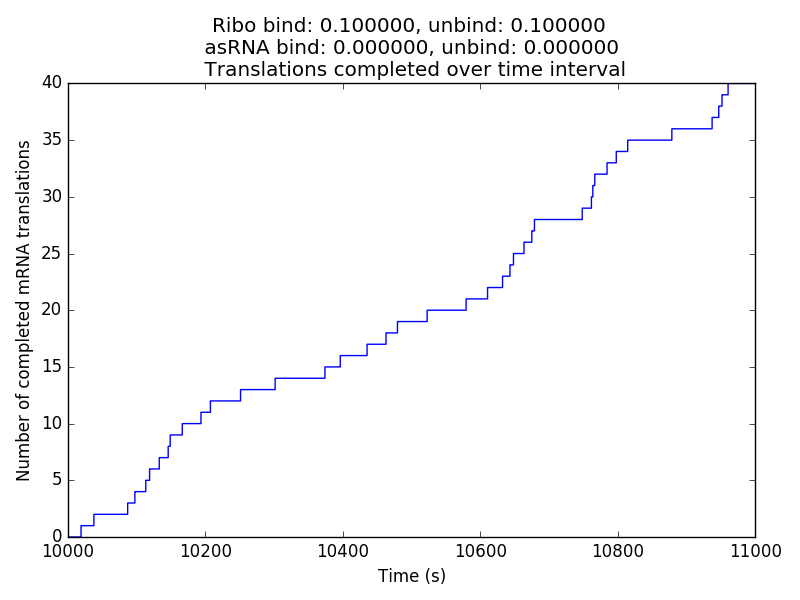 Ribo bind: 0.100000, unbind: 0.100000
asRNA bind: 0.000000, unbind: 0.000000
Translations completed over time interval
40
35
30
25
20
15
10
5
0
Number of completed mRNA translations
10000 10200 10400 10600 10800 11000
Time (s)